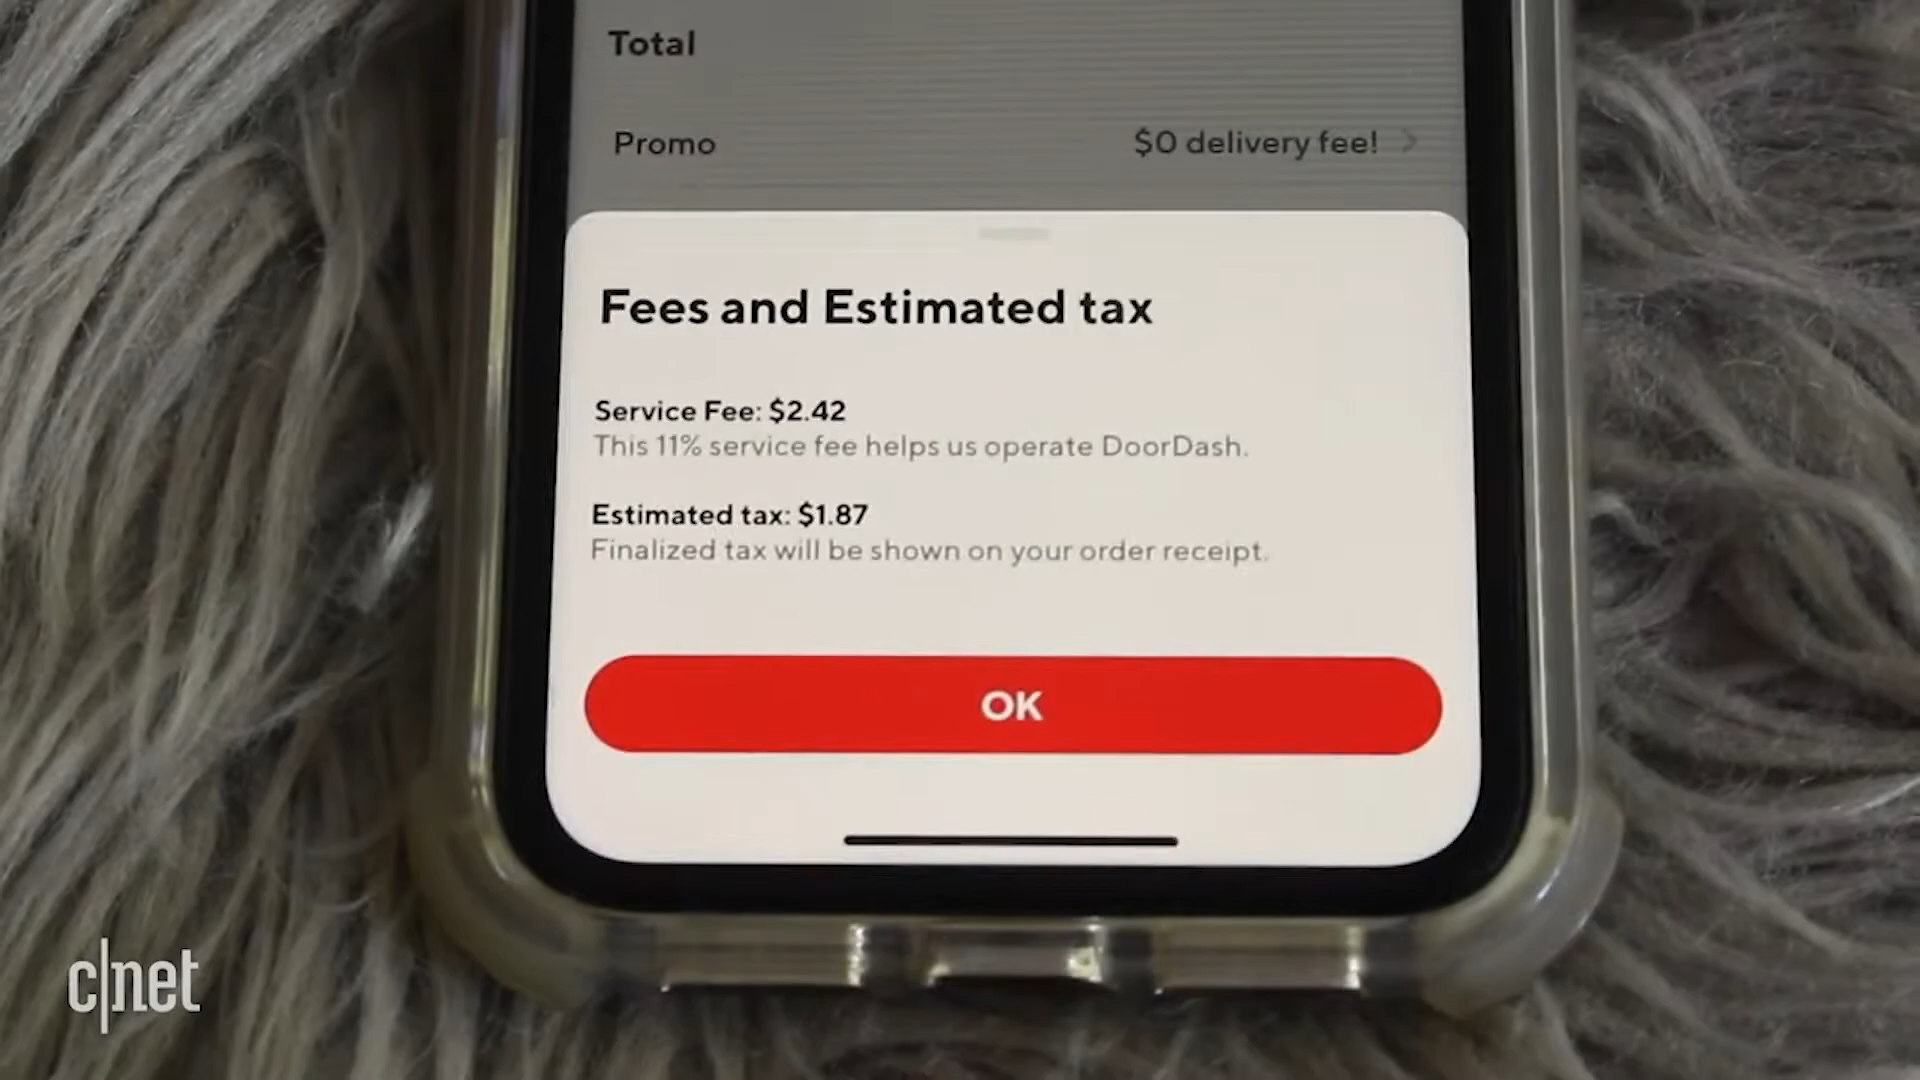 Total
Promo $0 delivery fee!
Fees and Estimated tax
Service Fee: $2.42
This 11% service fee helps us operate DoorDash.
Estimated tax: $1.87
Finalized tax will be shown on your order receipt.
OK
c|net